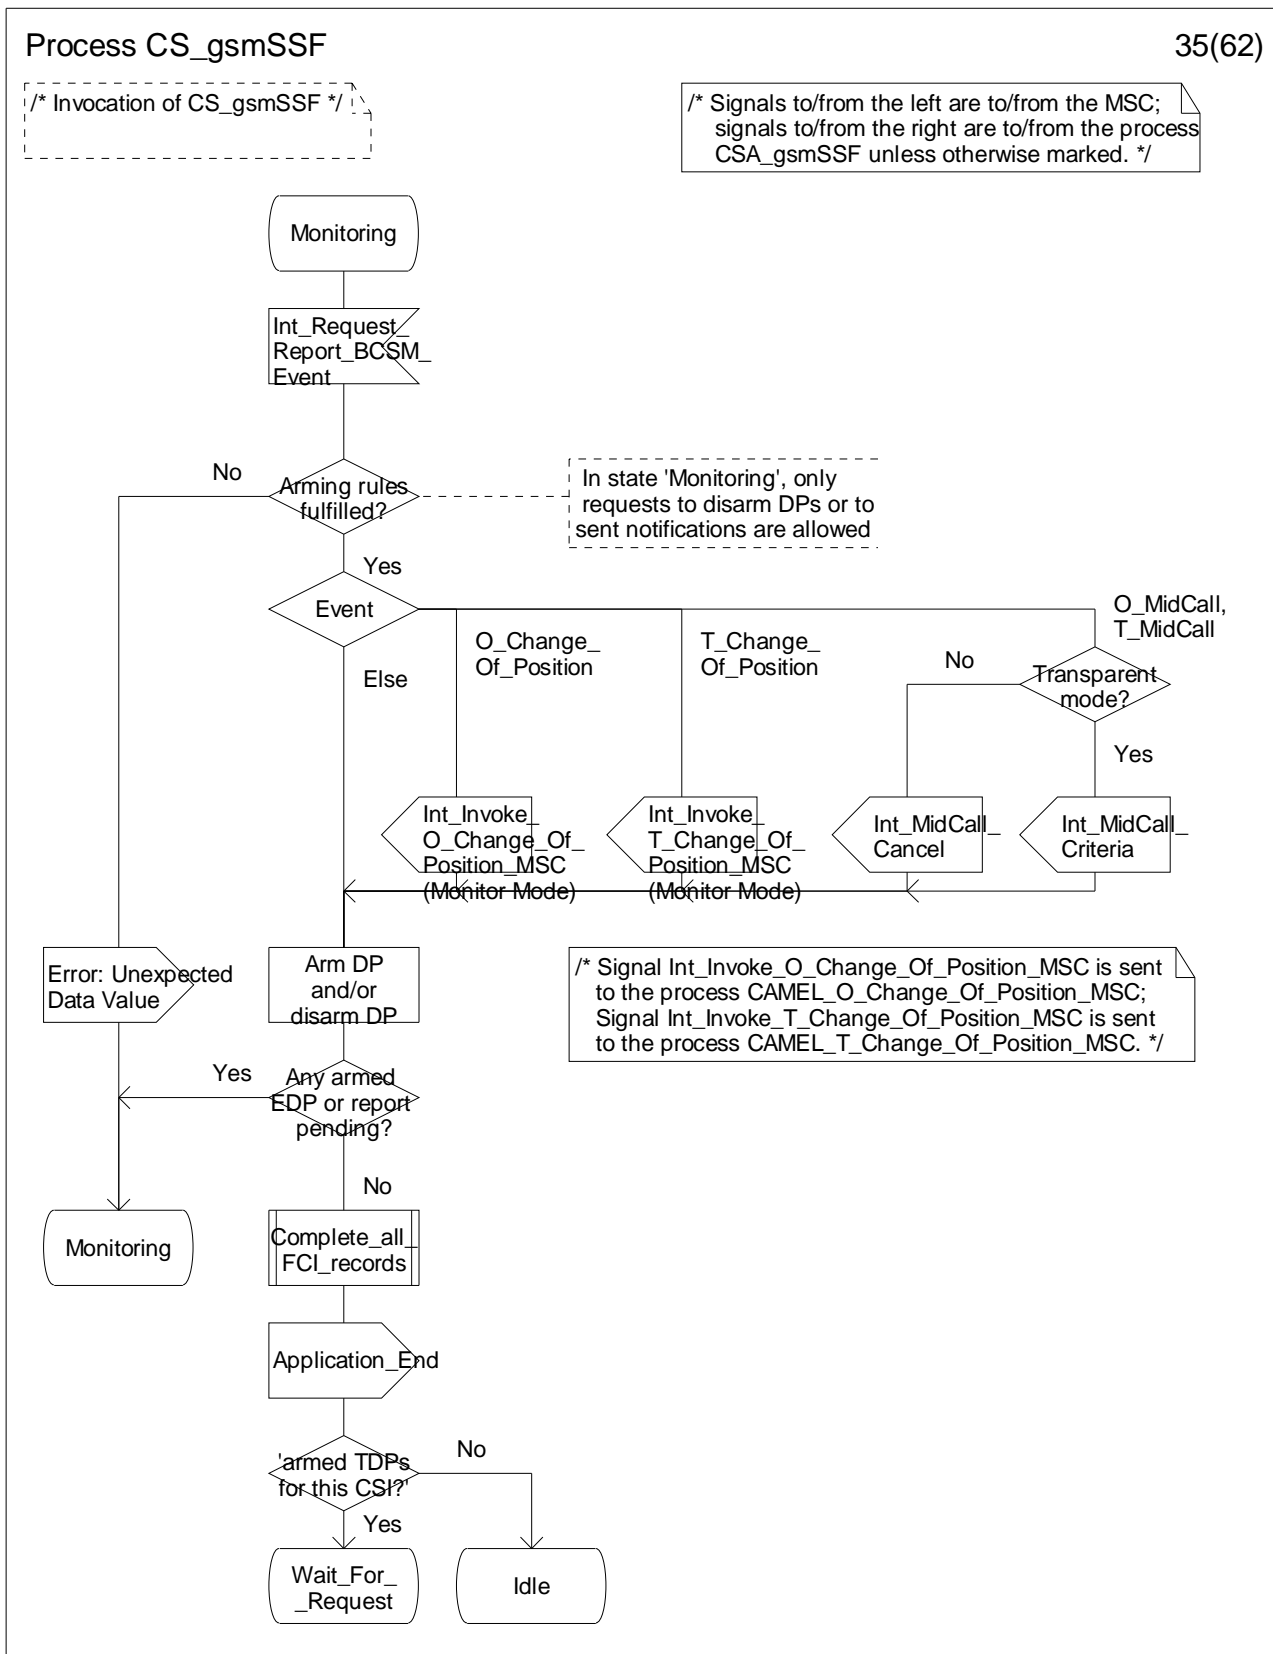 Process CS_gsmSSF
35(62)
/* Invocation of CS_gsmSSF */
/* Signals to/from the left are to/from the MSC;
signals to/from the right are to/from the process
CSA_gsmSSF unless otherwise marked. */
Monitoring
Int_Request_
Report_BCSM_
Event
No
Arming rules
fulfilled?
In state 'Monitoring', only
requests to disarm DPs or to
sent notifications are allowed
Yes
Event
O_MidCall,
T_MidCall
O_Change_
Of_Position
T_Change_
Of_Position
Else
No
Transparent
mode?
Yes
Int_Invoke_
O_Change_Of_
Position_MSC
(Monitor Mode)
Int_Invoke_
T_Change_Of_
Position_MSC
(Monitor Mode)
Int_MidCall_
Cancel
Int_MidCall_
Criteria
Error: Unexpected
Data Value
Arm DP
and/or
disarm DP
/* Signal Int_Invoke_O_Change_Of_Position_MSC is sent
to the process CAMEL_O_Change_Of_Position_MSC;
Signal Int_Invoke_T_Change_Of_Position_MSC is sent
to the process CAMEL_T_Change_Of_Position_MSC. */
Yes
Any armed
EDP or report
pending?
No
Monitoring
Complete_all_
FCI_records
Application_End
'armed TDPs
for this CSI?'
No
Yes
Wait_For_
_Request
Idle